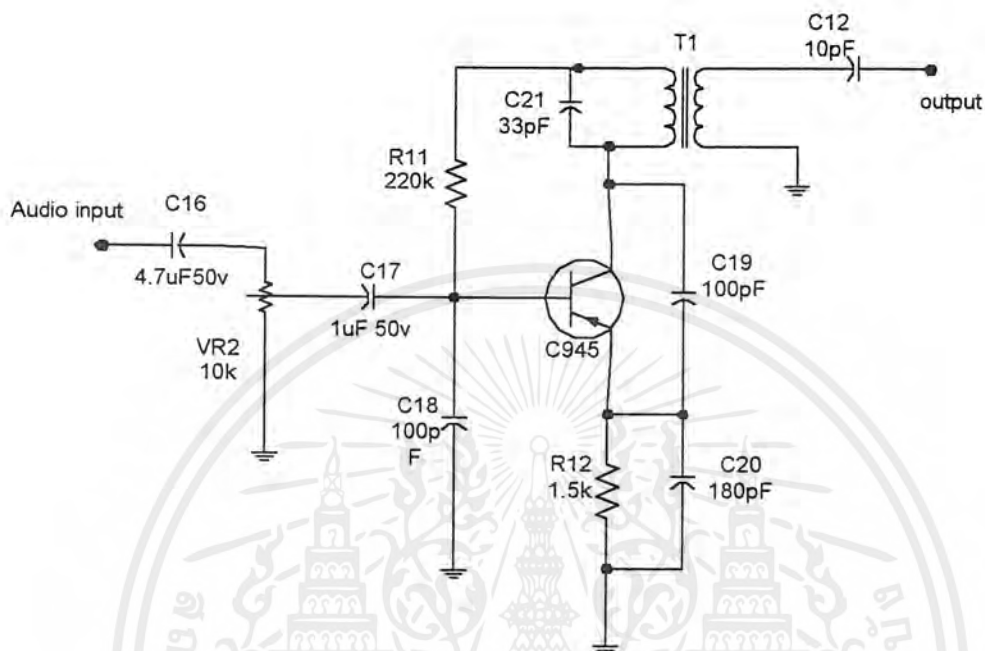 C12
10pF
output
T1
C21
33pF
R11
220k
Audio input
C16
4.7uF50v
VR2
10k
C17
1uF 50v
C945
C19
100pF
C18
100p
F
R12
1.5k
C20
180pF